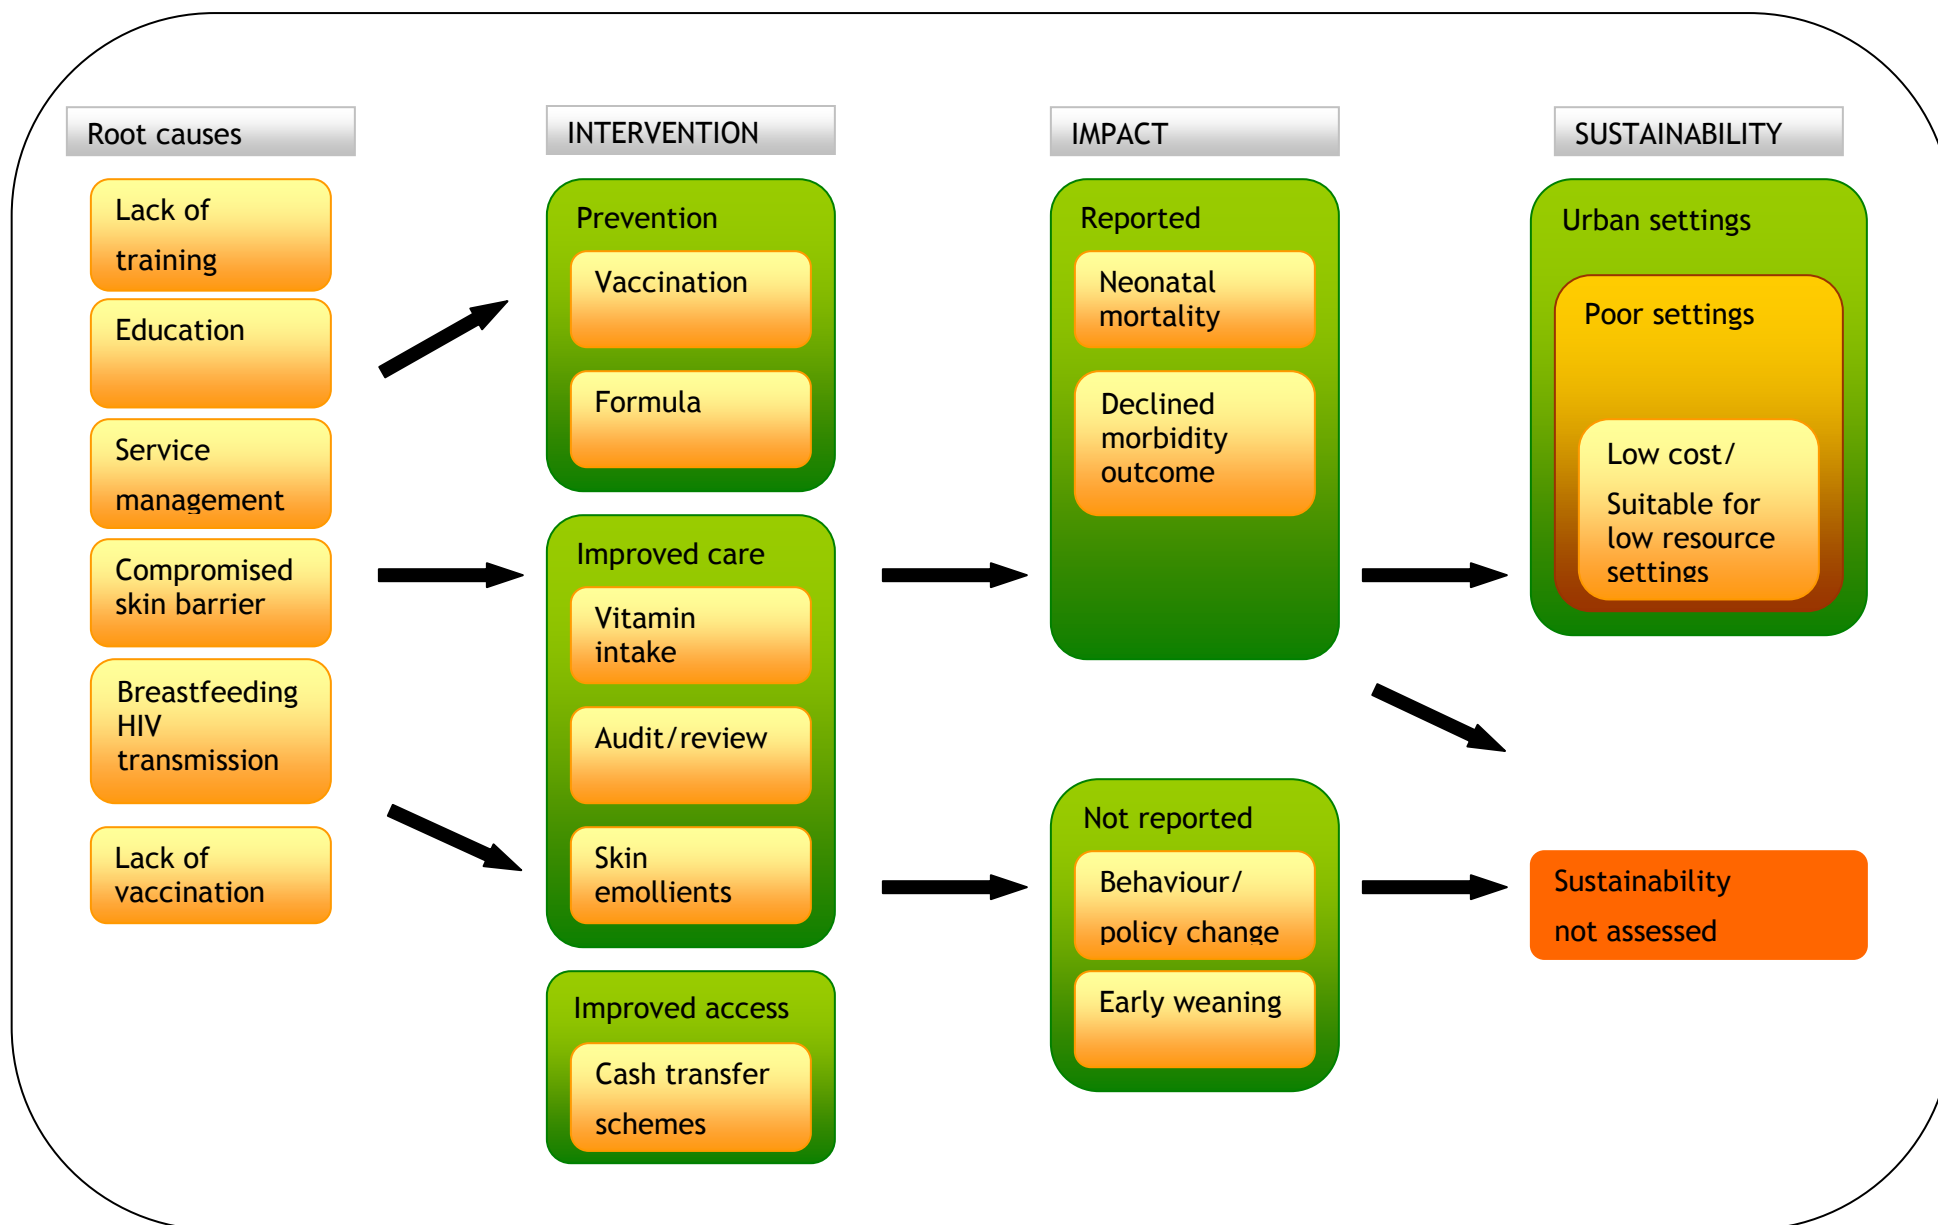 Root causes
Lack of
training
Education
Service
management
Compromised
skin barrier
Breastfeeding
HIV
transmission
Lack of
vaccination
INTERVENTION
Prevention
Vaccination
Formula
Improved care
Vitamin
intake
Audit/review
Skin
emollients
Improved access
Cash transfer
schemes
IMPACT
Reported
Neonatal
mortality
Declined
morbidity
outcome
Not reported
Behaviour/
policy change
Early weaning
SUSTAINABILITY
Urban settings
Poor settings
Low cost/
Suitable for
low resource
settings
Sustainability
not assessed